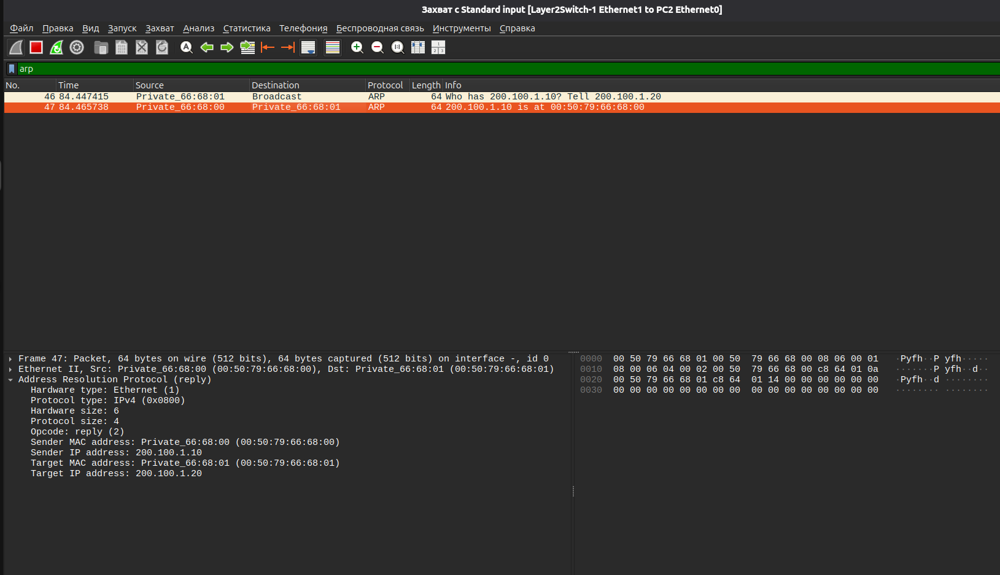 Захват с Standard input [Layer2Switch-1 Ethernet1 to PC2 Ethernet0]
Файл Правка Вид Запуск Захват Анализ Статистика Телефония Беспроводная связь Инструменты Справка
arp
No. Time Source Destination Protocol Length Info
46 84.447415 Private_66:68:01 Broadcast ARP 64 Who has 200.100.1.10? Tell 200.100.1.20
47 84.465738 Private_66:68:00 Private_66:68:01 ARP 64 200.100.1.10 is at 00:50:79:66:68:00
Frame 47: Packet, 64 bytes on wire (512 bits), 64 bytes captured (512 bits) on interface -, id 0
Ethernet II, Src: Private_66:68:00 (00:50:79:66:68:00), Dst: Private_66:68:01 (00:50:79:66:68:01)
Address Resolution Protocol (reply)
Hardware type: Ethernet (1)
Protocol type: IPv4 (0x0800)
Hardware size: 6
Protocol size: 4
Opcode: reply (2)
Sender MAC address: Private_66:68:00 (00:50:79:66:68:00)
Sender IP address: 200.100.1.10
Target MAC address: Private_66:68:01 (00:50:79:66:68:01)
Target IP address: 200.100.1.20
0000 00 50 79 66 68 01 00 50 79 66 68 00 08 06 00 01 ·Pyfh··P yfh·····
0010 08 00 06 04 00 02 00 50 79 66 68 00 c8 64 01 0a ·······P yfh··d··
0020 00 50 79 66 68 01 c8 64 01 14 00 00 00 00 00 00 ·Pyfh··d ········
0030 00 00 00 00 00 00 00 00 00 00 00 00 00 00 00 00 ········ ········